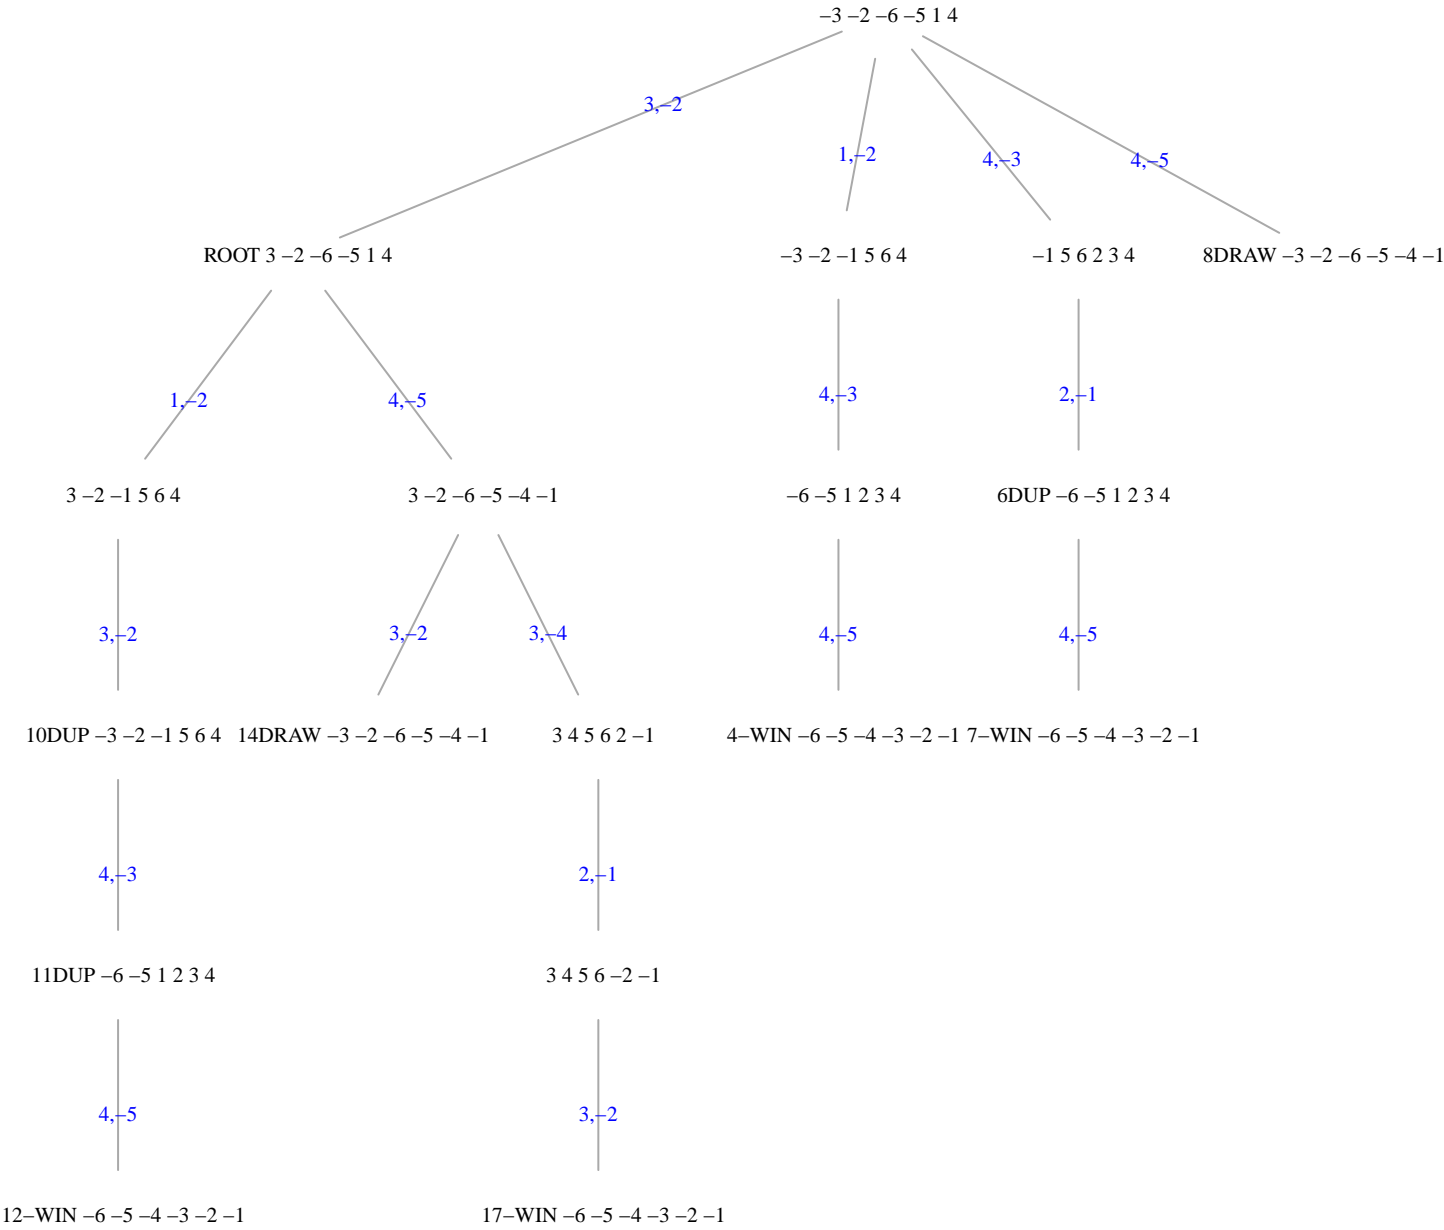 –3 –2 –6 –5 1 4
3,–2
1,–2
4,–3
4,–5
ROOT 3 –2 –6 –5 1 4
–3 –2 –1 5 6 4
–1 5 6 2 3 4
8DRAW –3 –2 –6 –5 –4 –1
1,–2
4,–5
4,–3
2,–1
3 –2 –1 5 6 4
3 –2 –6 –5 –4 –1
–6 –5 1 2 3 4
6DUP –6 –5 1 2 3 4
3,–2
3,–2
3,–4
4,–5
4,–5
10DUP –3 –2 –1 5 6 4
14DRAW –3 –2 –6 –5 –4 –1
3 4 5 6 2 –1
4–WIN –6 –5 –4 –3 –2 –1
7–WIN –6 –5 –4 –3 –2 –1
4,–3
2,–1
11DUP –6 –5 1 2 3 4
3 4 5 6 –2 –1
4,–5
3,–2
12–WIN –6 –5 –4 –3 –2 –1
17–WIN –6 –5 –4 –3 –2 –1